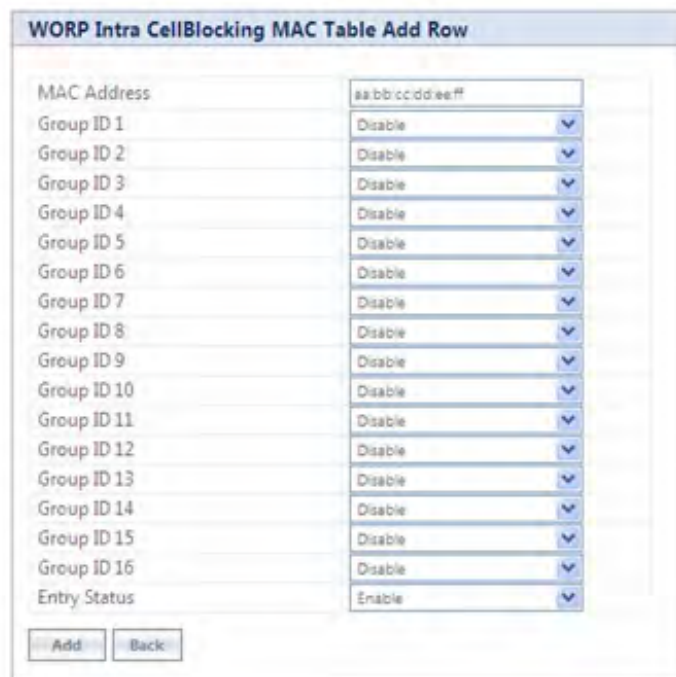 WORP Intra CellBlocking MAC Table Add Row
MAC Address aa:bb:cc:dd:ee:ff
Group ID 1 Disable
Group ID 2 Disable
Group ID 3 Disable
Group ID 4 Disable
Group ID 5 Disable
Group ID 6 Disable
Group ID 7 Disable
Group ID 8 Disable
Group ID 9 Disable
Group ID 10 Disable
Group ID 11 Disable
Group ID 12 Disable
Group ID 13 Disable
Group ID 14 Disable
Group ID 15 Disable
Group ID 16 Disable
Entry Status Enable
Add Back